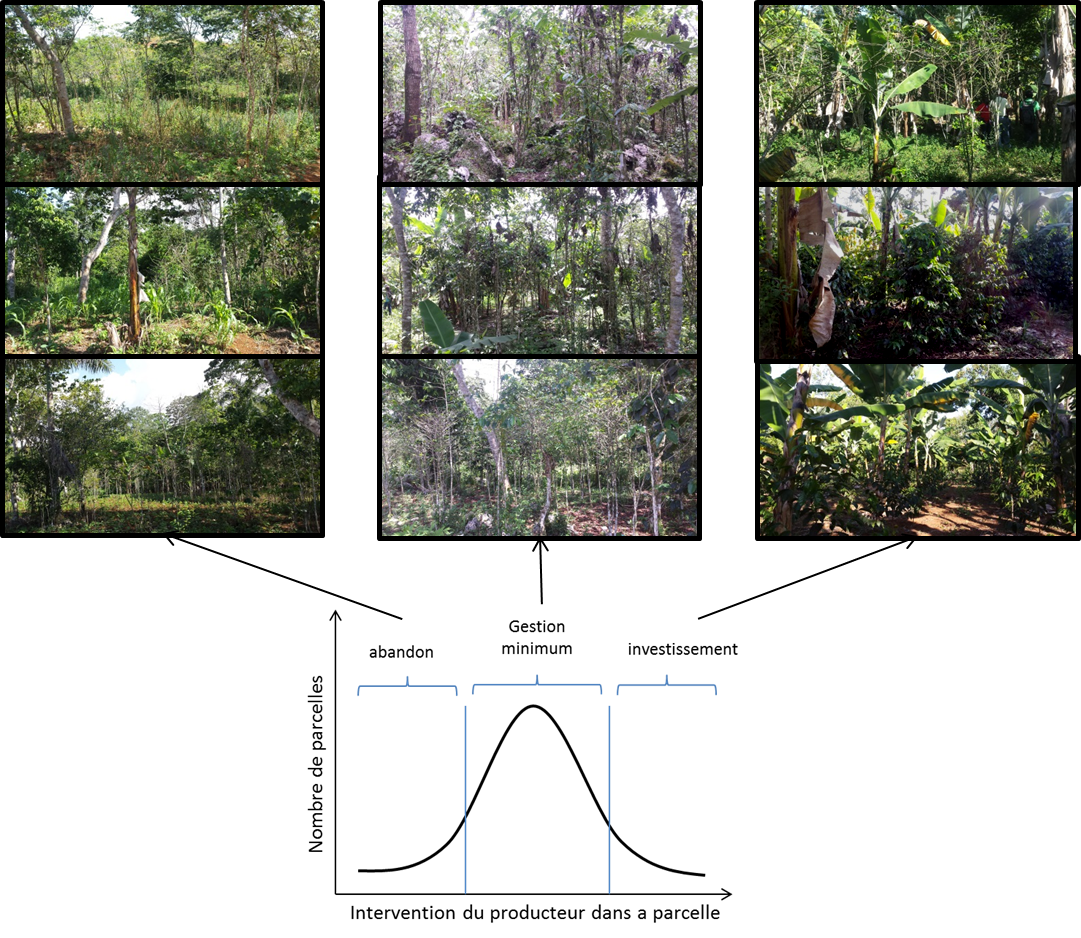 Gestion
minimum
abandon
investissement
Nombre de parcelles
Intervention du producteur dans a parcelle